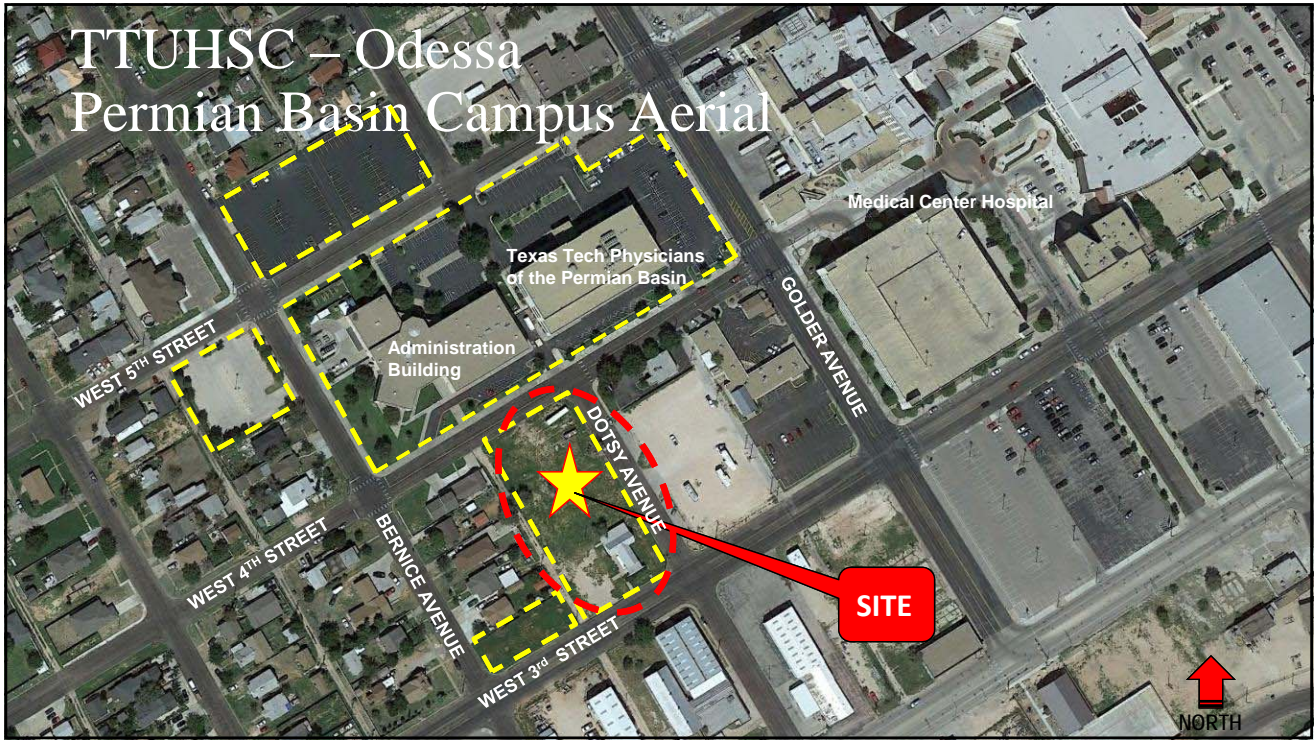 TTUHSC – Odessa
Permian Basin Campus Aerial
Medical Center Hospital
Texas Tech Physicians
of the Permian Basin
GOLDER AVENUE
Administration
Building
WEST 5TH STREET
DOTSY AVENUE
WEST 4TH STREET
BERNICE AVENUE
SITE
WEST 3rd STREET
NORTH